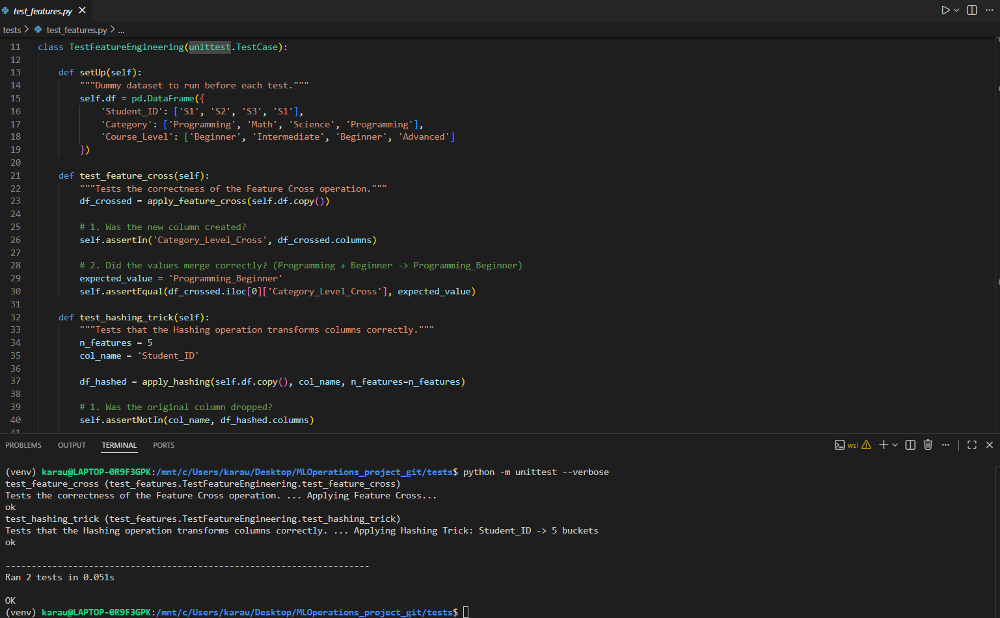 test_features.py
tests > test_features.py > ...
11 class TestFeatureEngineering(unittest.TestCase):
12
13 def setUp(self):
14 """Dummy dataset to run before each test."""
15 self.df = pd.DataFrame({
16 'Student_ID': ['S1', 'S2', 'S3', 'S1'],
17 'Category': ['Programming', 'Math', 'Science', 'Programming'],
18 'Course_Level': ['Beginner', 'Intermediate', 'Beginner', 'Advanced']
19 })
20
21 def test_feature_cross(self):
22 """Tests the correctness of the Feature Cross operation."""
23 df_crossed = apply_feature_cross(self.df.copy())
24
25 # 1. Was the new column created?
26 self.assertIn('Category_Level_Cross', df_crossed.columns)
27
28 # 2. Did the values merge correctly? (Programming + Beginner -> Programming_Beginner)
29 expected_value = 'Programming_Beginner'
30 self.assertEqual(df_crossed.iloc[0]['Category_Level_Cross'], expected_value)
31
32 def test_hashing_trick(self):
33 """Tests that the Hashing operation transforms columns correctly."""
34 n_features = 5
35 col_name = 'Student_ID'
36
37 df_hashed = apply_hashing(self.df.copy(), col_name, n_features=n_features)
38
39 # 1. Was the original column dropped?
40 self.assertNotIn(col_name, df_hashed.columns)
41
PROBLEMS OUTPUT TERMINAL PORTS wsl
(venv) karau@LAPTOP-0R9F3GPK:/mnt/c/Users/karau/Desktop/MLOperations_project_git/tests$ python -m unittest --verbose
test_feature_cross (test_features.TestFeatureEngineering.test_feature_cross)
Tests the correctness of the Feature Cross operation. ... Applying Feature Cross...
ok
test_hashing_trick (test_features.TestFeatureEngineering.test_hashing_trick)
Tests that the Hashing operation transforms columns correctly. ... Applying Hashing Trick: Student_ID -> 5 buckets
ok
----------------------------------------------------------------------
Ran 2 tests in 0.051s
OK
(venv) karau@LAPTOP-0R9F3GPK:/mnt/c/Users/karau/Desktop/MLOperations_project_git/tests$